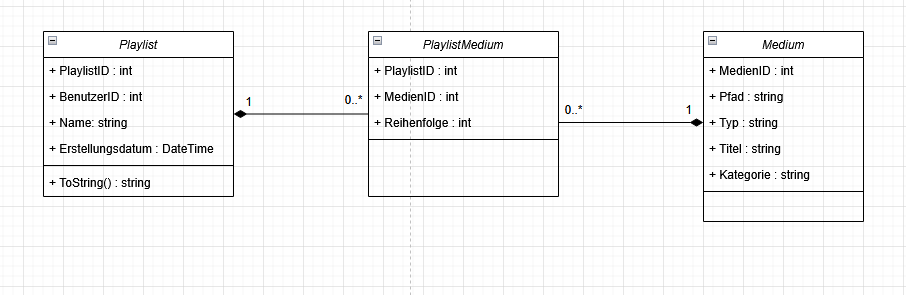 Playlist
+ PlaylistID : int
+ BenutzerID : int
+ Name: string
+ Erstellungsdatum : DateTime
+ ToString() : string
1
0..*
PlaylistMedium
+ PlaylistID : int
+ MedienID : int
+ Reihenfolge : int
0..*
1
Medium
+ MedienID : int
+ Pfad : string
+ Typ : string
+ Titel : string
+ Kategorie : string